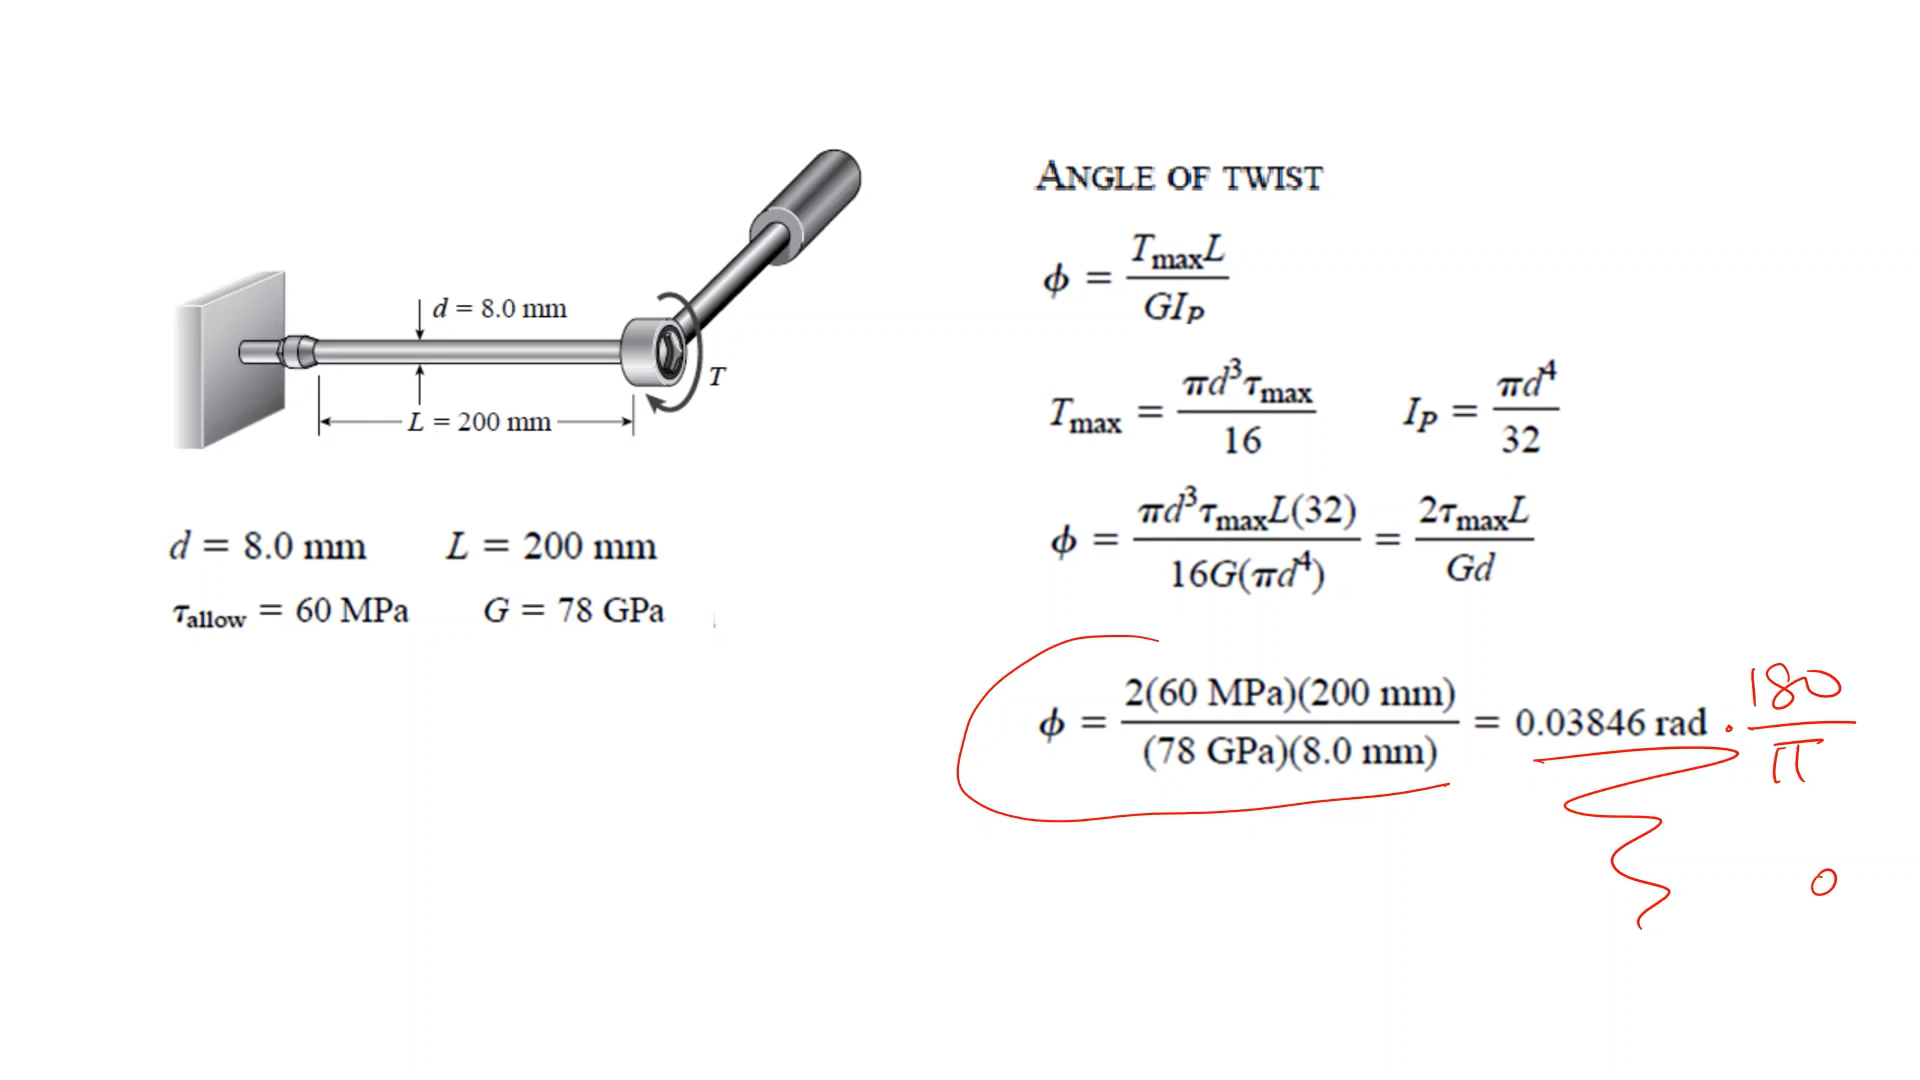 d = 8.0 mm
T
L = 200 mm
d = 8.0 mm L = 200 mm
τallow = 60 MPa G = 78 GPa
ANGLE OF TWIST
ϕ = TmaxL / GIP
Tmax = πd³τmax / 16 IP = πd⁴ / 32
ϕ = πd³τmaxL(32) / 16G(πd⁴) = 2τmaxL / Gd
ϕ = 2(60 MPa)(200 mm) / (78 GPa)(8.0 mm) = 0.03846 rad · 180 / π
0